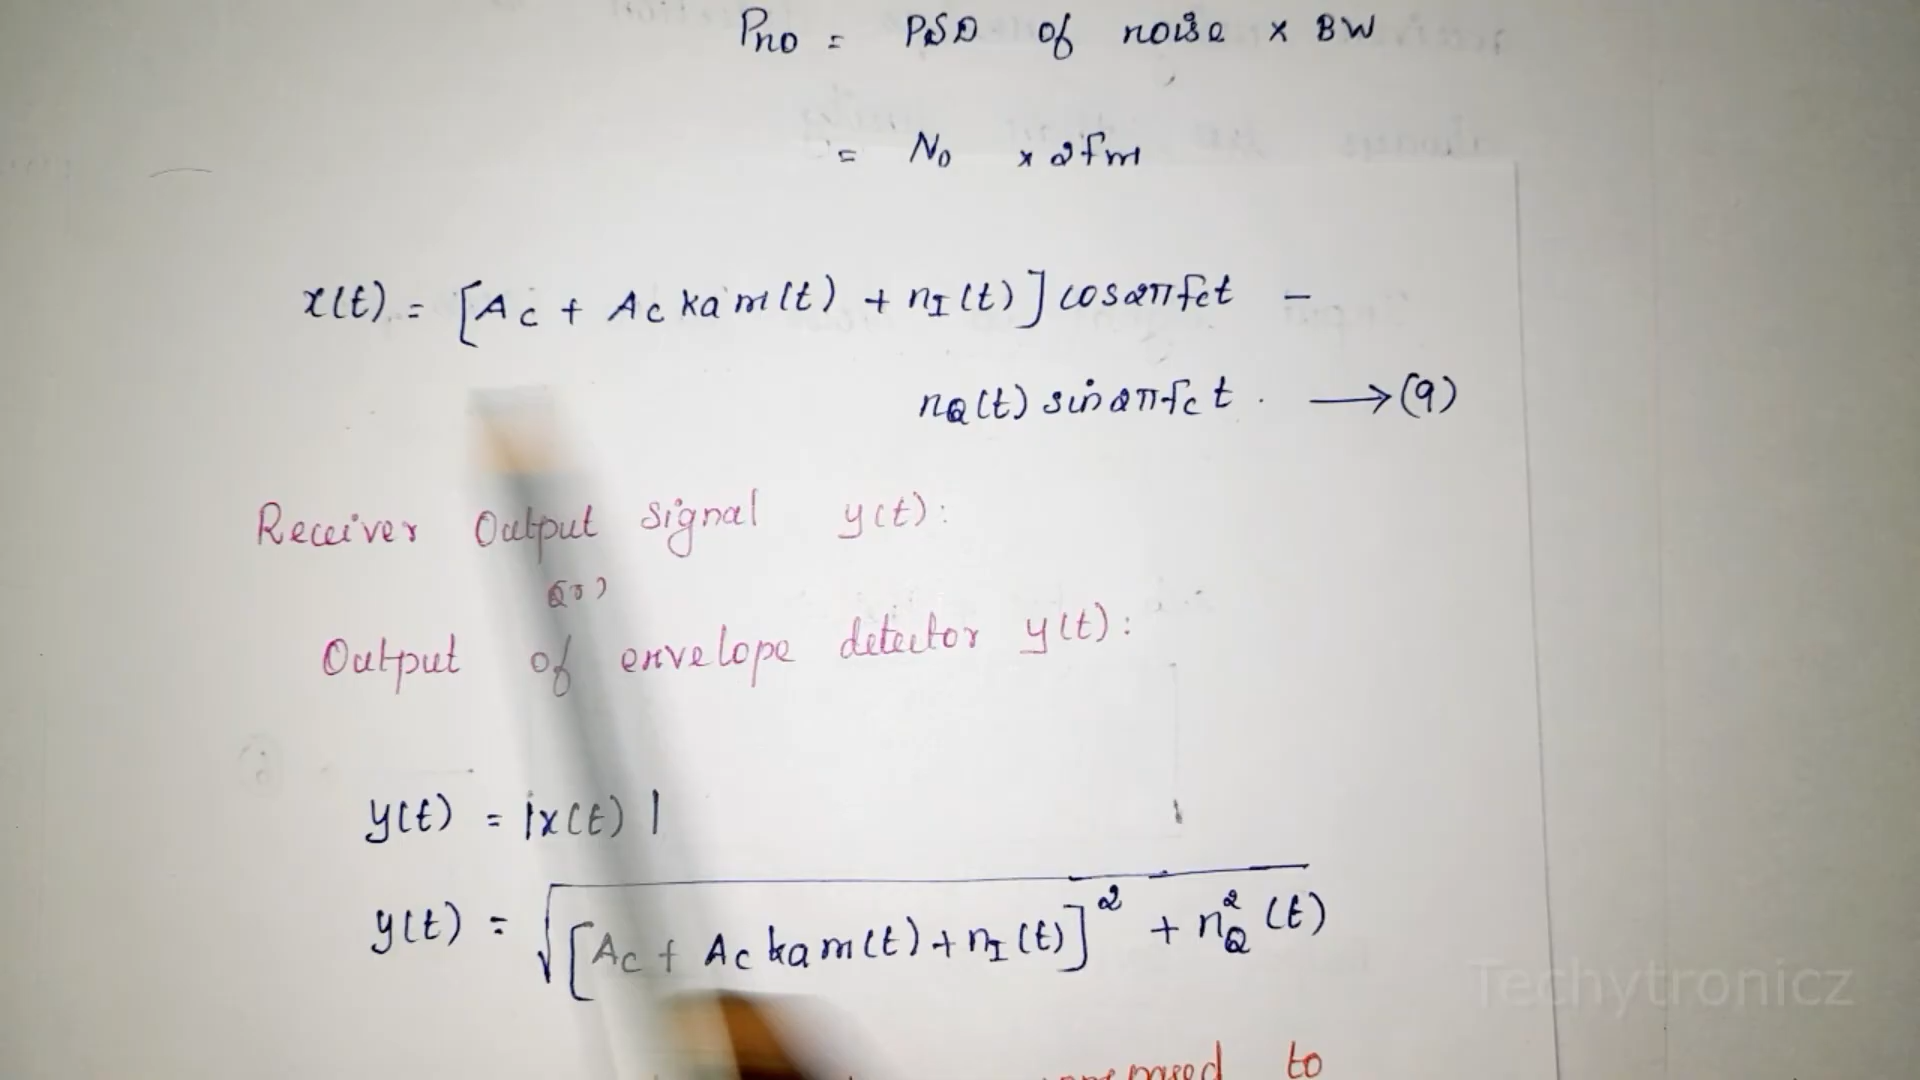 Pno = PSD of noise × BW
= N₀ × 2fm
x(t) = [Ac + Ac ka m(t) + nI(t)] cos2πfct –
nQ(t) sin2πfct. → (9)
Receiver Output signal y(t):
(or)
Output of envelope detector y(t):
y(t) = |x(t)|
y(t) = √[Ac + Ac ka m(t) + nI(t)]² + nQ²(t)
Techytronicz
to